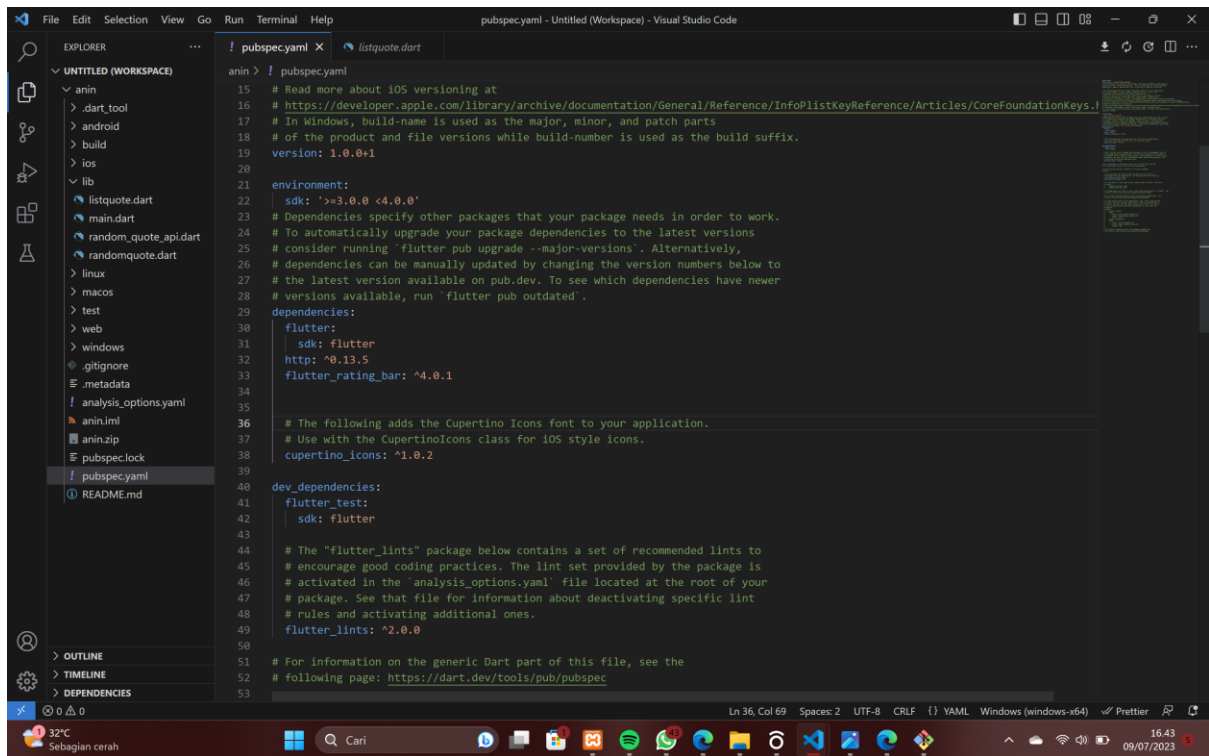 File Edit Selection View Go Run Terminal Help pubspec.yaml - Untitled (Workspace) - Visual Studio Code
EXPLORER
UNTITLED (WORKSPACE)
anin
.dart_tool
android
build
ios
lib
listquote.dart
main.dart
random_quote_api.dart
randomquote.dart
linux
macos
test
web
windows
.gitignore
.metadata
analysis_options.yaml
anin.iml
anin.zip
pubspec.lock
pubspec.yaml
README.md
OUTLINE
TIMELINE
DEPENDENCIES
pubspec.yaml listquote.dart
anin > ! pubspec.yaml
15 # Read more about iOS versioning at
16 # https://developer.apple.com/library/archive/documentation/General/Reference/InfoPlistKeyReference/Articles/CoreFoundationKeys.h
17 # In Windows, build-name is used as the major, minor, and patch parts
18 # of the product and file versions while build-number is used as the build suffix.
19 version: 1.0.0+1
20
21 environment:
22 sdk: '>=3.0.0 <4.0.0'
23 # Dependencies specify other packages that your package needs in order to work.
24 # To automatically upgrade your package dependencies to the latest versions
25 # consider running `flutter pub upgrade --major-versions`. Alternatively,
26 # dependencies can be manually updated by changing the version numbers below to
27 # the latest version available on pub.dev. To see which dependencies have newer
28 # versions available, run `flutter pub outdated`.
29 dependencies:
30 flutter:
31 sdk: flutter
32 http: ^0.13.5
33 flutter_rating_bar: ^4.0.1
34
35
36 # The following adds the Cupertino Icons font to your application.
37 # Use with the CupertinoIcons class for iOS style icons.
38 cupertino_icons: ^1.0.2
39
40 dev_dependencies:
41 flutter_test:
42 sdk: flutter
43
44 # The "flutter_lints" package below contains a set of recommended lints to
45 # encourage good coding practices. The lint set provided by the package is
46 # activated in the `analysis_options.yaml` file located at the root of your
47 # package. See that file for information about deactivating specific lint
48 # rules and activating additional ones.
49 flutter_lints: ^2.0.0
50
51 # For information on the generic Dart part of this file, see the
52 # following page: https://dart.dev/tools/pub/pubspec
53
0 0 Ln 36, Col 69 Spaces: 2 UTF-8 CRLF {} YAML Windows (windows-x64) Prettier
1 32°C
Sebagian cerah
Cari
16.43
09/07/2023
5